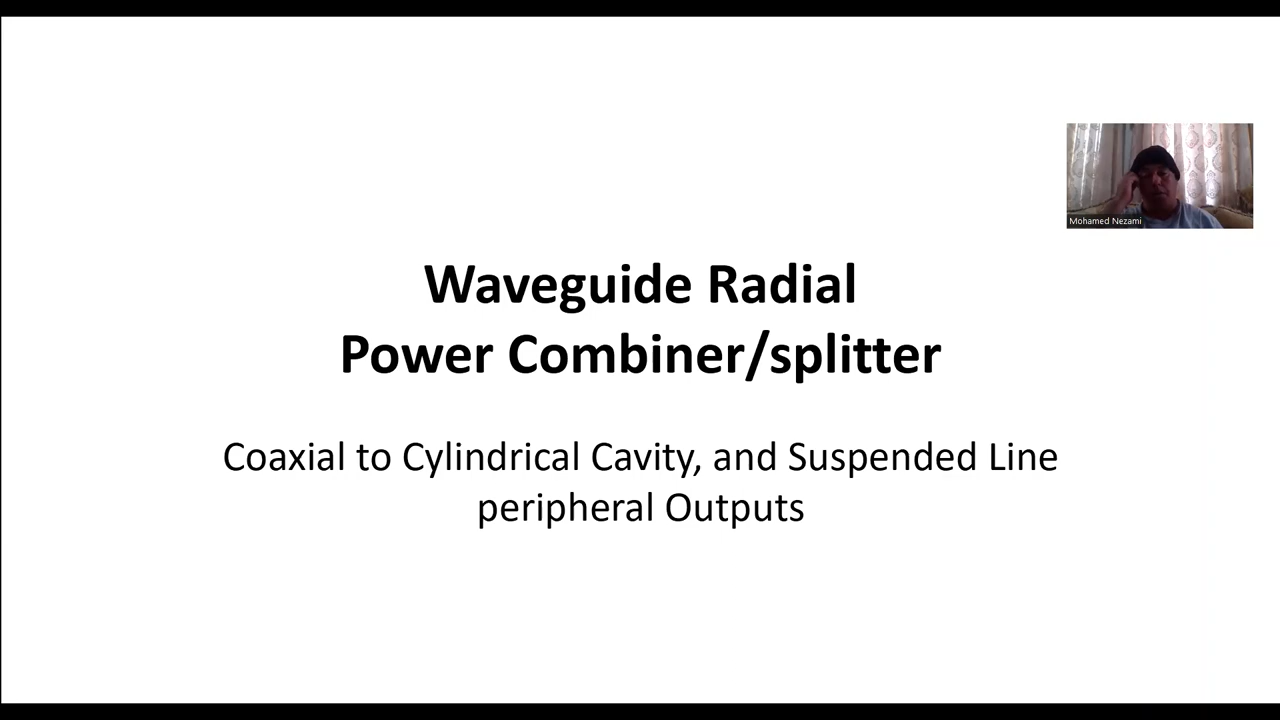 Mohamed Nezami
Waveguide Radial
Power Combiner/splitter
Coaxial to Cylindrical Cavity, and Suspended Line
peripheral Outputs